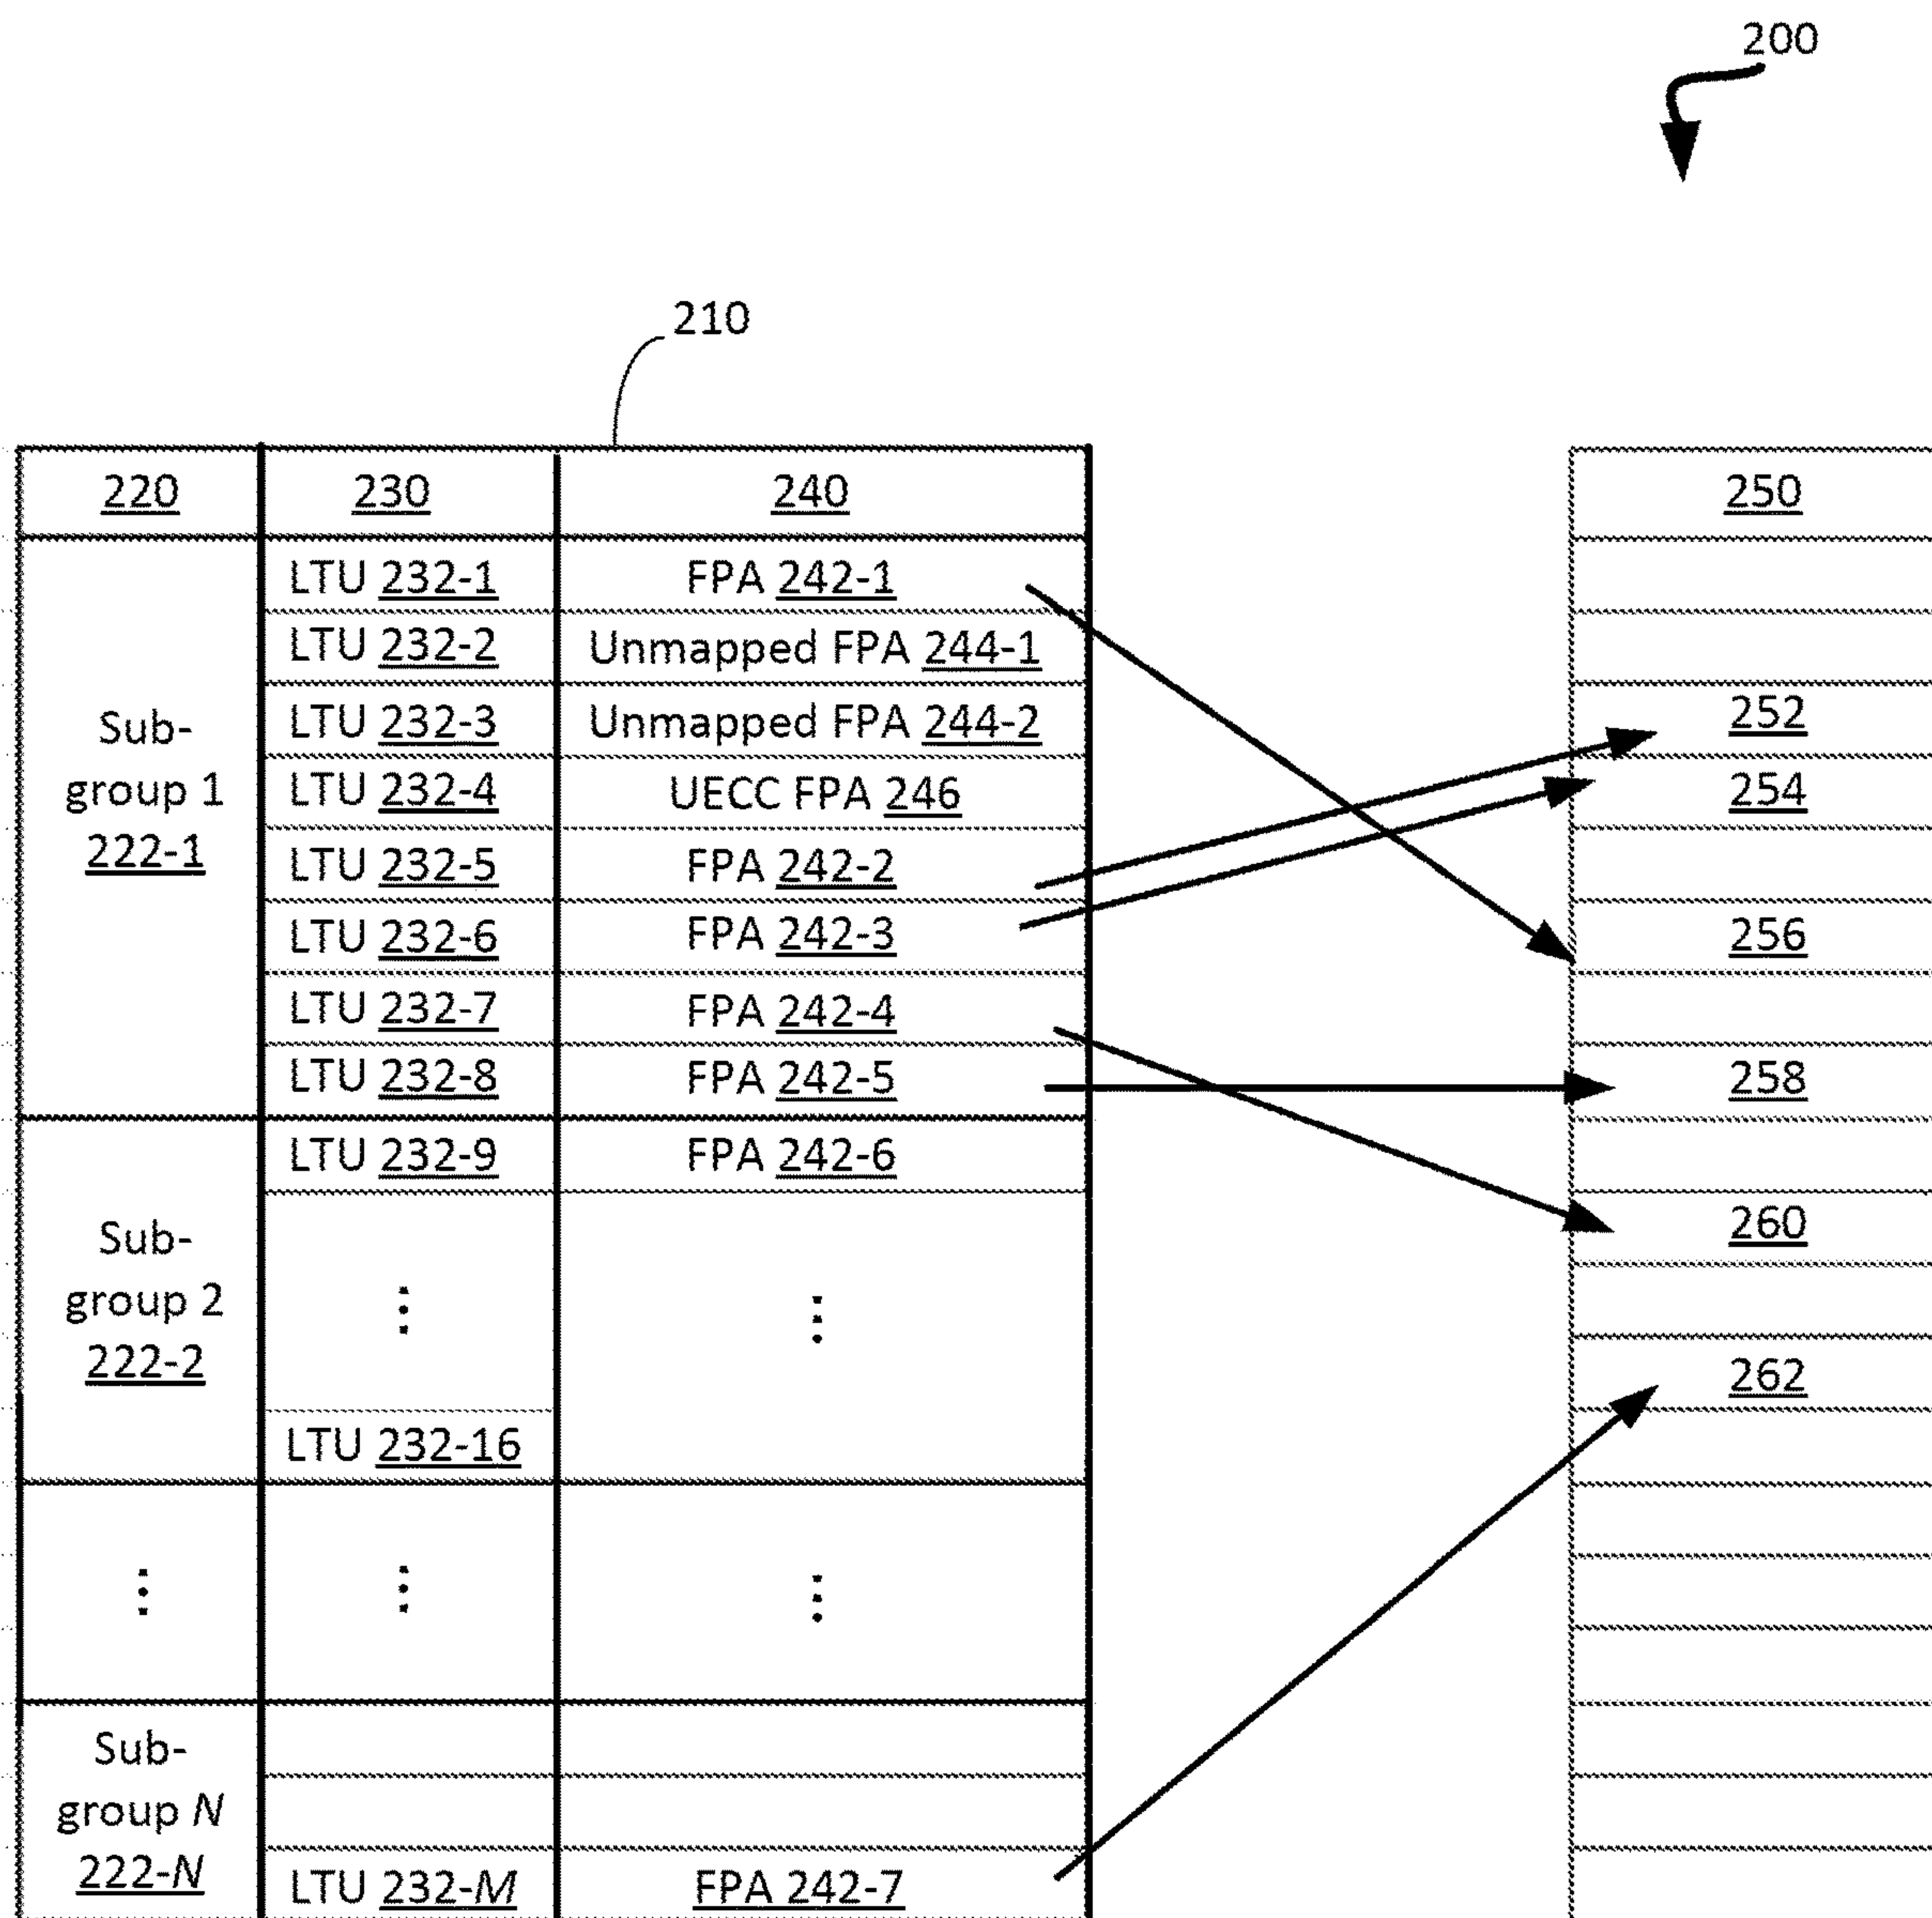 200
210
220 230 240 250
LTU 232-1 FPA 242-1
LTU 232-2 Unmapped FPA 244-1
LTU 232-3 Unmapped FPA 244-2 252
Sub-
group 1
222-1
LTU 232-4 UECC FPA 246 254
LTU 232-5 FPA 242-2
LTU 232-6 FPA 242-3 256
LTU 232-7 FPA 242-4
LTU 232-8 FPA 242-5 258
LTU 232-9 FPA 242-6
Sub-
group 2
222-2
260
262
LTU 232-16
Sub-
group N
222-N
LTU 232-M FPA 242-7